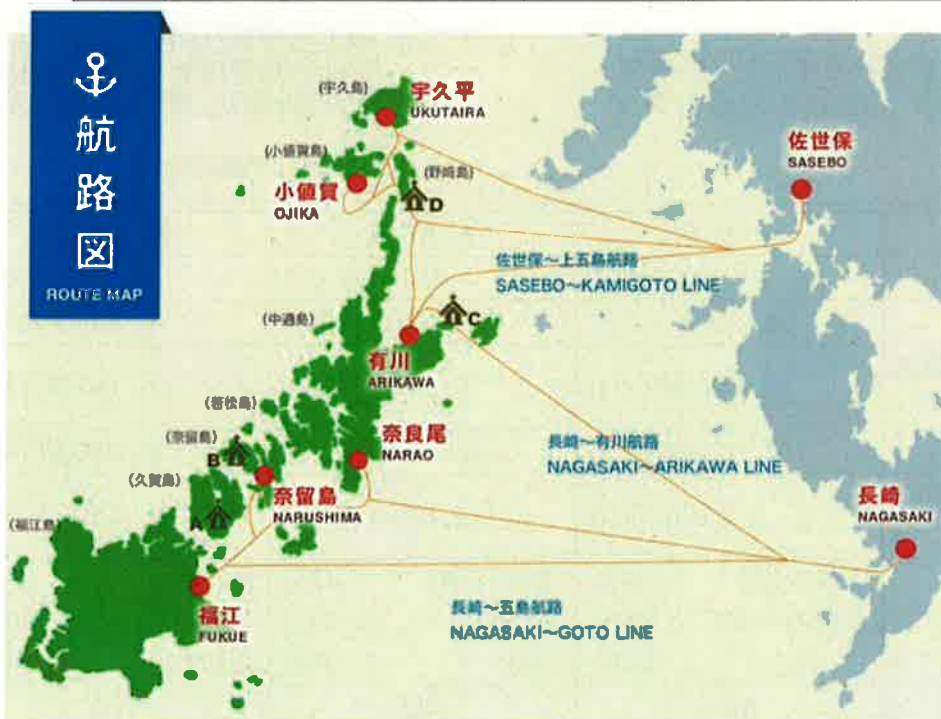 航路図
ROUTE MAP
(宇久島)
宇久平
UKUTAIRA
佐世保
SASEBO
(小値賀島)
(野崎島)
小値賀
OJIKA
D
佐世保~上五島航路
SASEBO~KAMIGOTO LINE
(中通島)
C
有川
ARIKAWA
(若松島)
奈良尾
NARAO
(奈留島)
B
長崎~有川航路
NAGASAKI~ARIKAWA LINE
(久賀島)
奈留島
NARUSHIMA
長崎
NAGASAKI
(福江島)
A
福江
FUKUE
長崎~五島航路
NAGASAKI~GOTO LINE